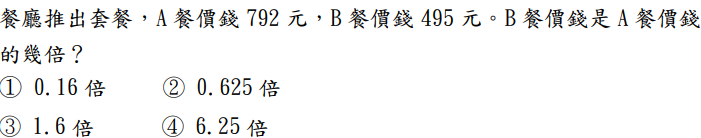 餐廳推出套餐，A 餐價錢 792 元，B 餐價錢 495 元。B 餐價錢是 A 餐價錢
的幾倍？
① 0.16 倍　② 0.625 倍
③ 1.6 倍　④ 6.25 倍